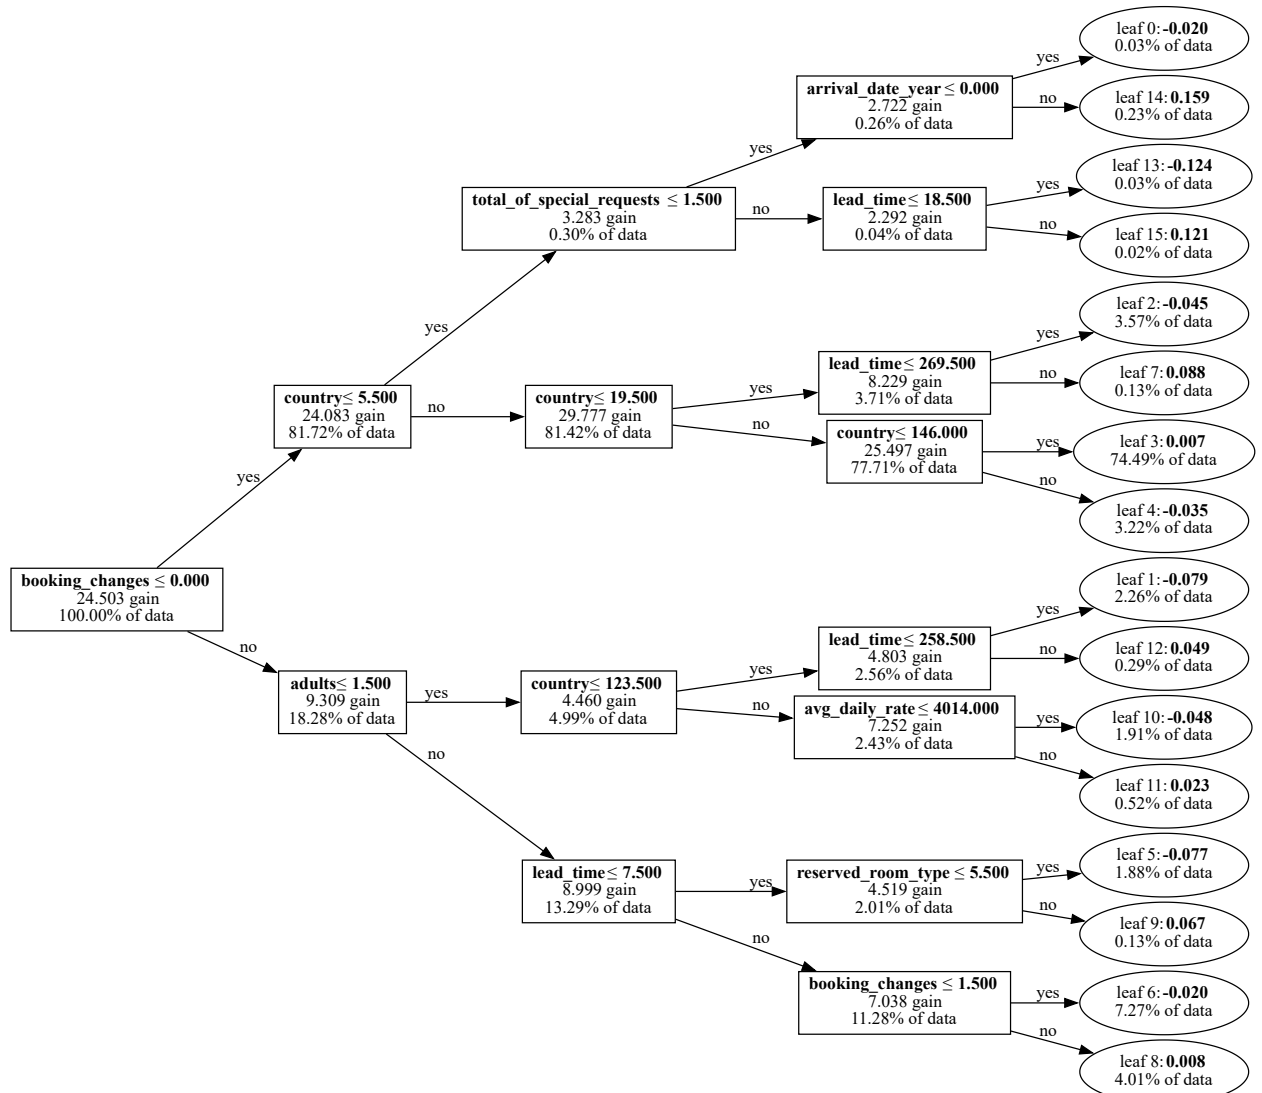 leaf 0: -0.020
0.03% of data
yes
arrival_date_year ≤ 0.000
2.722 gain
0.26% of data
no
leaf 14: 0.159
0.23% of data
yes
leaf 13: -0.124
0.03% of data
yes
total_of_special_requests ≤ 1.500
3.283 gain
0.30% of data
no
lead_time ≤ 18.500
2.292 gain
0.04% of data
no
leaf 15: 0.121
0.02% of data
yes
leaf 2: -0.045
3.57% of data
yes
lead_time ≤ 269.500
8.229 gain
3.71% of data
no
leaf 7: 0.088
0.13% of data
country ≤ 5.500
24.083 gain
81.72% of data
no
country ≤ 19.500
29.777 gain
81.42% of data
yes
no
country ≤ 146.000
25.497 gain
77.71% of data
yes
leaf 3: 0.007
74.49% of data
yes
no
leaf 4: -0.035
3.22% of data
booking_changes ≤ 0.000
24.503 gain
100.00% of data
leaf 1: -0.079
2.26% of data
yes
no
lead_time ≤ 258.500
4.803 gain
2.56% of data
no
leaf 12: 0.049
0.29% of data
adults ≤ 1.500
9.309 gain
18.28% of data
yes
country ≤ 123.500
4.460 gain
4.99% of data
yes
no
avg_daily_rate ≤ 4014.000
7.252 gain
2.43% of data
yes
leaf 10: -0.048
1.91% of data
no
no
leaf 11: 0.023
0.52% of data
lead_time ≤ 7.500
8.999 gain
13.29% of data
yes
reserved_room_type ≤ 5.500
4.519 gain
2.01% of data
yes
leaf 5: -0.077
1.88% of data
no
leaf 9: 0.067
0.13% of data
no
booking_changes ≤ 1.500
7.038 gain
11.28% of data
yes
leaf 6: -0.020
7.27% of data
no
leaf 8: 0.008
4.01% of data